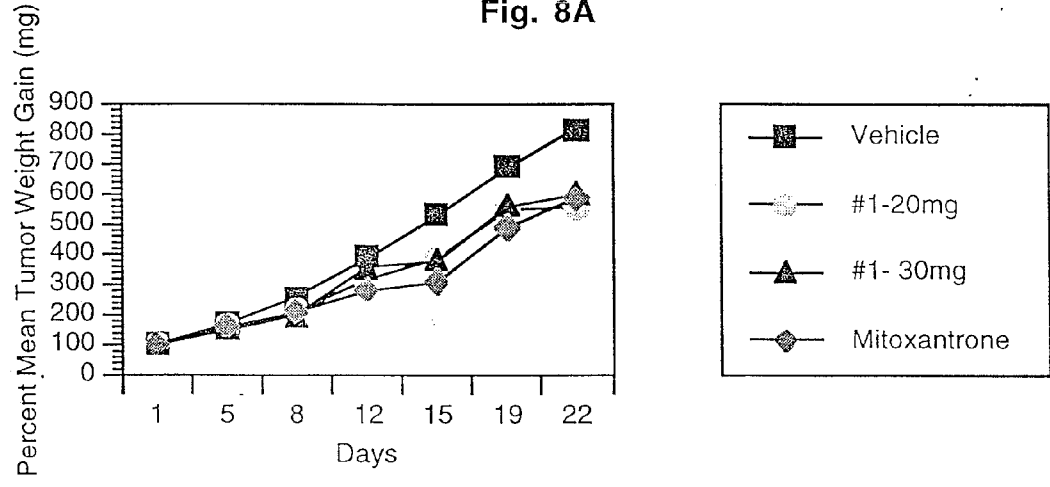 Fig. 8A
Percent Mean Tumor Weight Gain (mg)
900
800
700
600
500
400
300
200
100
0
1 5 8 12 15 19 22
Days
Vehicle
#1-20mg
#1- 30mg
Mitoxantrone